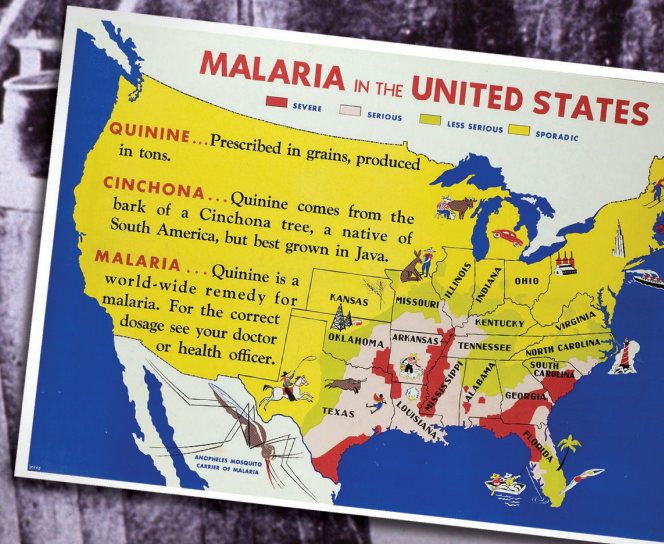 MALARIA IN THE UNITED STATES
SEVERE
SERIOUS
LESS SERIOUS
SPORADIC
QUININE...Prescribed in grains, produced
in tons.
CINCHONA...Quinine comes from the
bark of a Cinchona tree, a native of
South America, but best grown in Java.
MALARIA...Quinine is a
world-wide remedy for
malaria. For the correct
dosage see your doctor
or health officer.
KANSAS
MISSOURI
ILLINOIS
INDIANA
OHIO
KENTUCKY
VIRGINIA
OKLAHOMA
ARKANSAS
TENNESSEE
NORTH CAROLINA
SOUTH
CAROLINA
TEXAS
LOUISIANA
MISSISSIPPI
ALABAMA
GEORGIA
FLORIDA
ANOPHELES MOSQUITO
CARRIER OF MALARIA